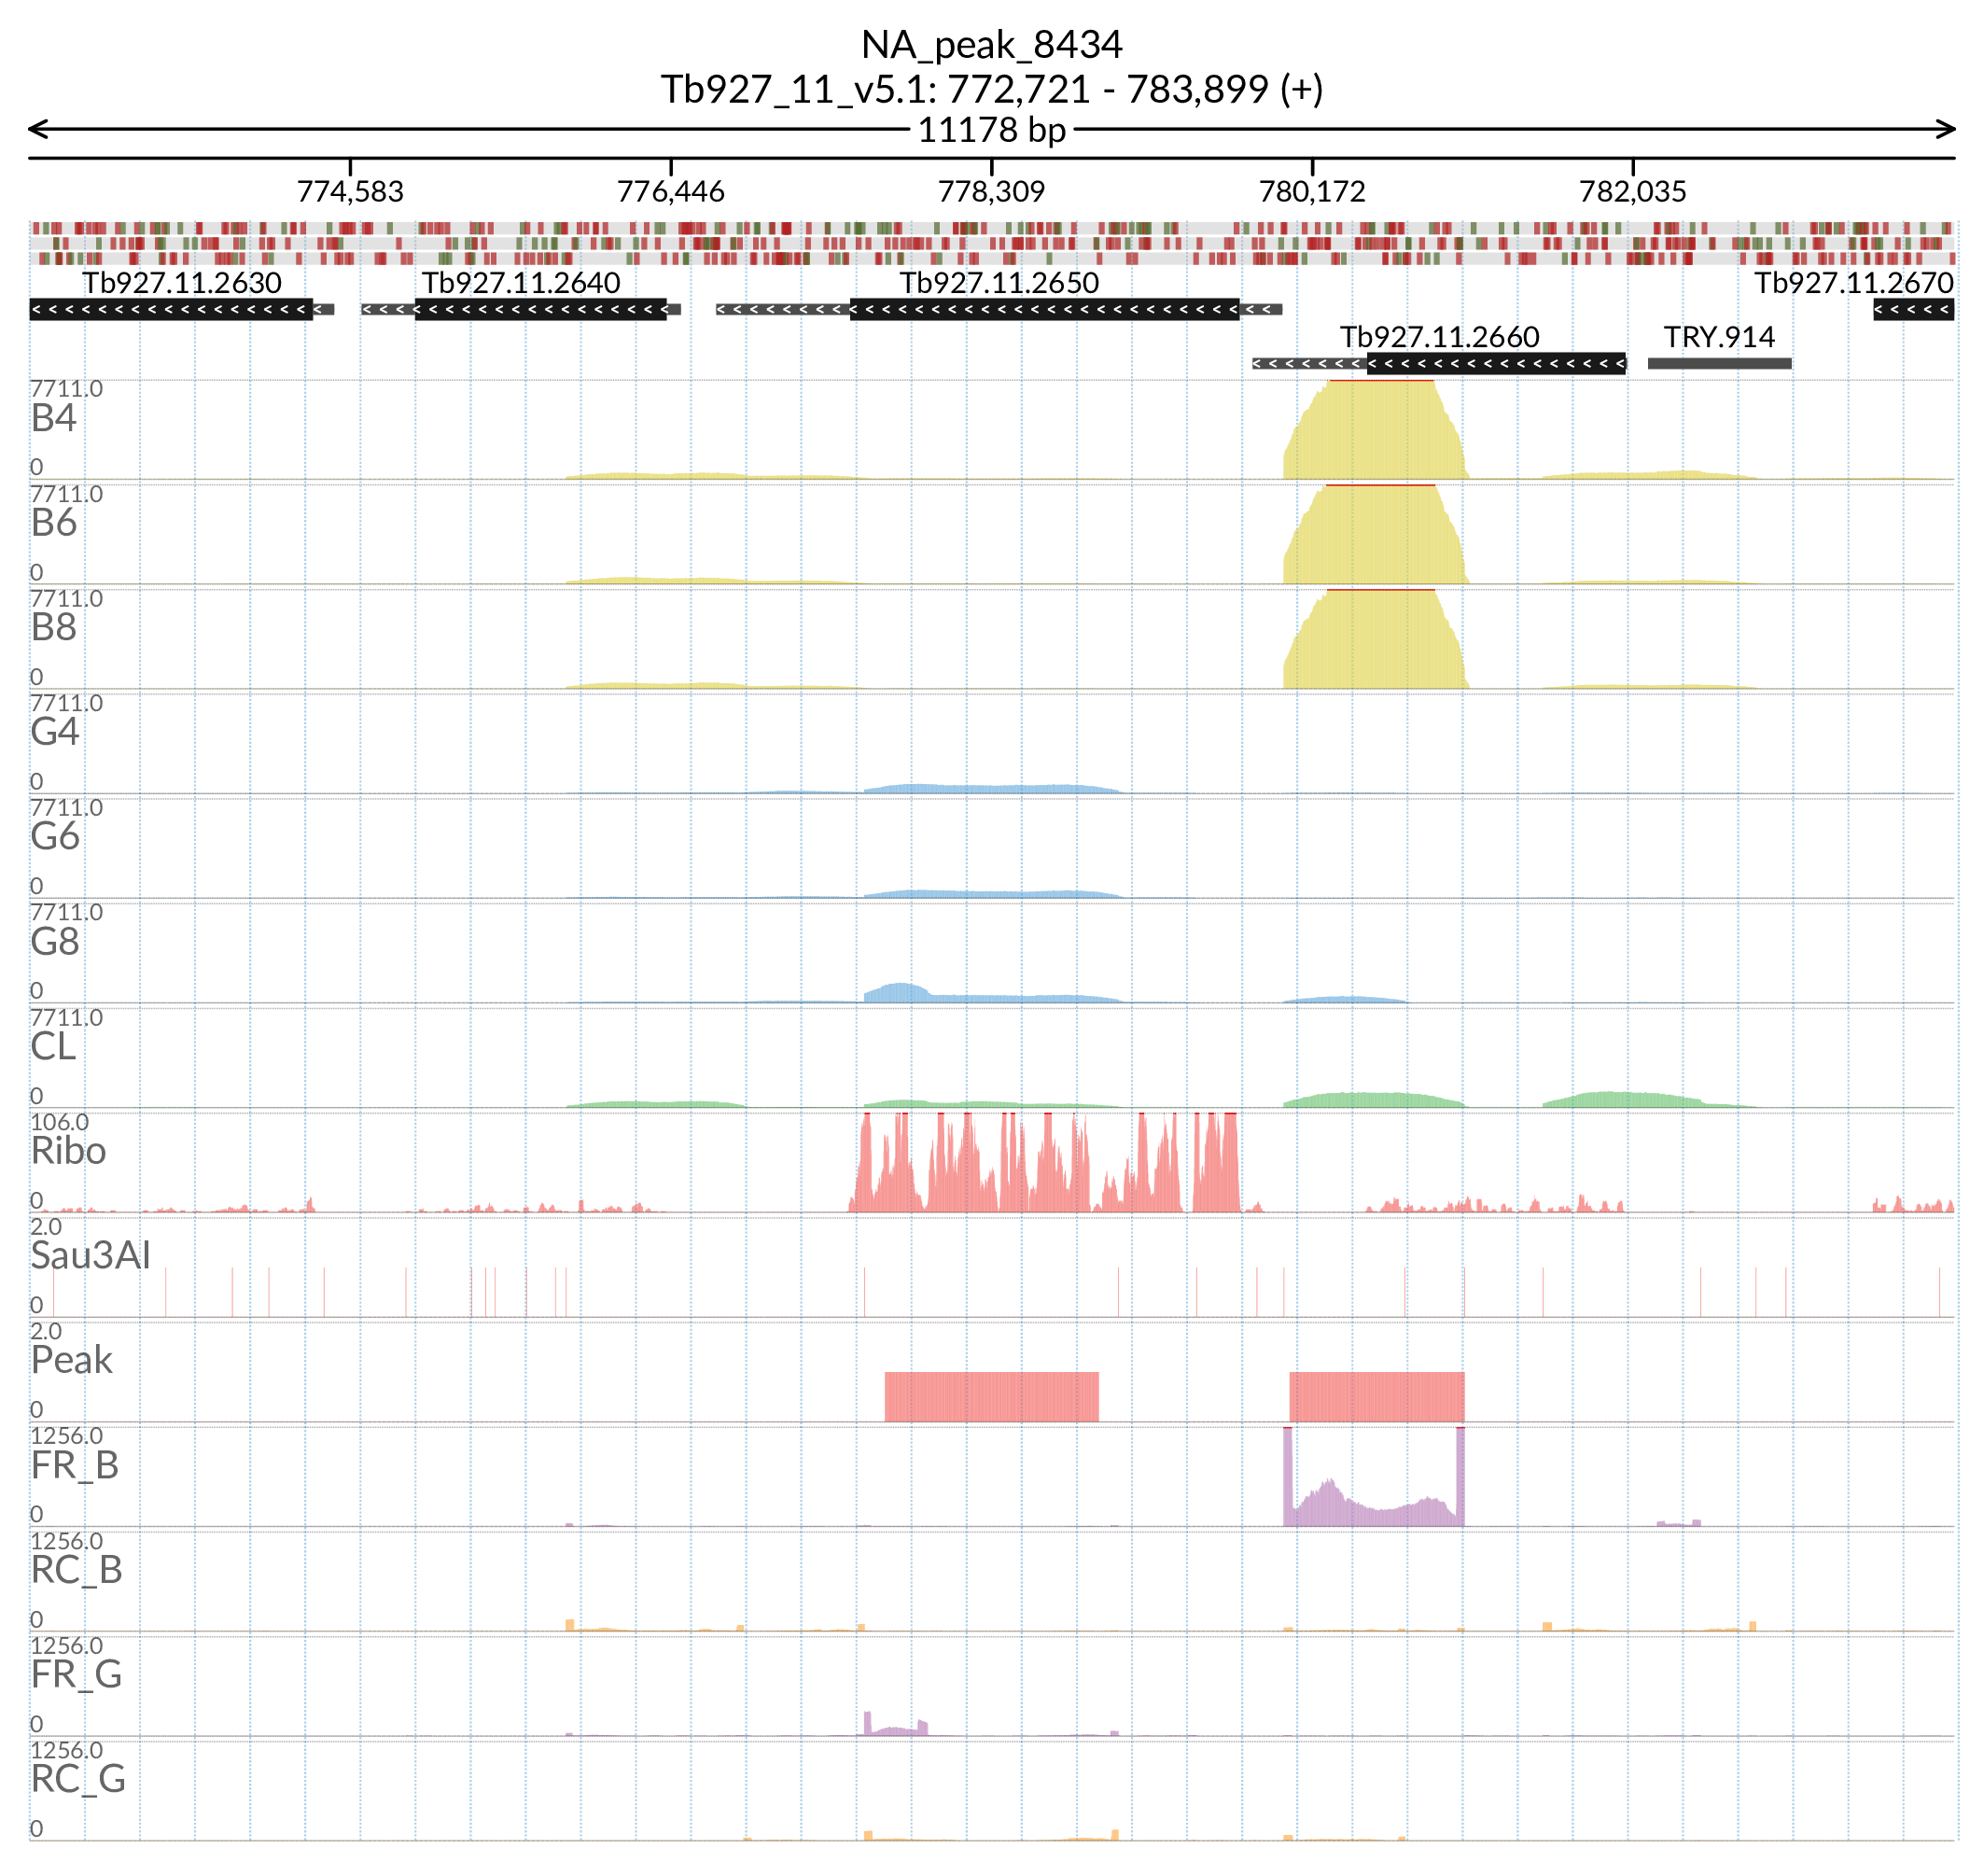 NA_peak_8434
Tb927_11_v5.1: 772,721 - 783,899 (+)
11178 bp
774,583 776,446 778,309 780,172 782,035
Tb927.11.2630 Tb927.11.2640 Tb927.11.2650 Tb927.11.2670
Tb927.11.2660 TRY.914
7711.0
B4
0
7711.0
B6
0
7711.0
B8
0
7711.0
G4
0
7711.0
G6
0
7711.0
G8
0
7711.0
CL
0
106.0
Ribo
0
2.0
Sau3AI
0
2.0
Peak
0
1256.0
FR_B
0
1256.0
RC_B
0
1256.0
FR_G
0
1256.0
RC_G
0